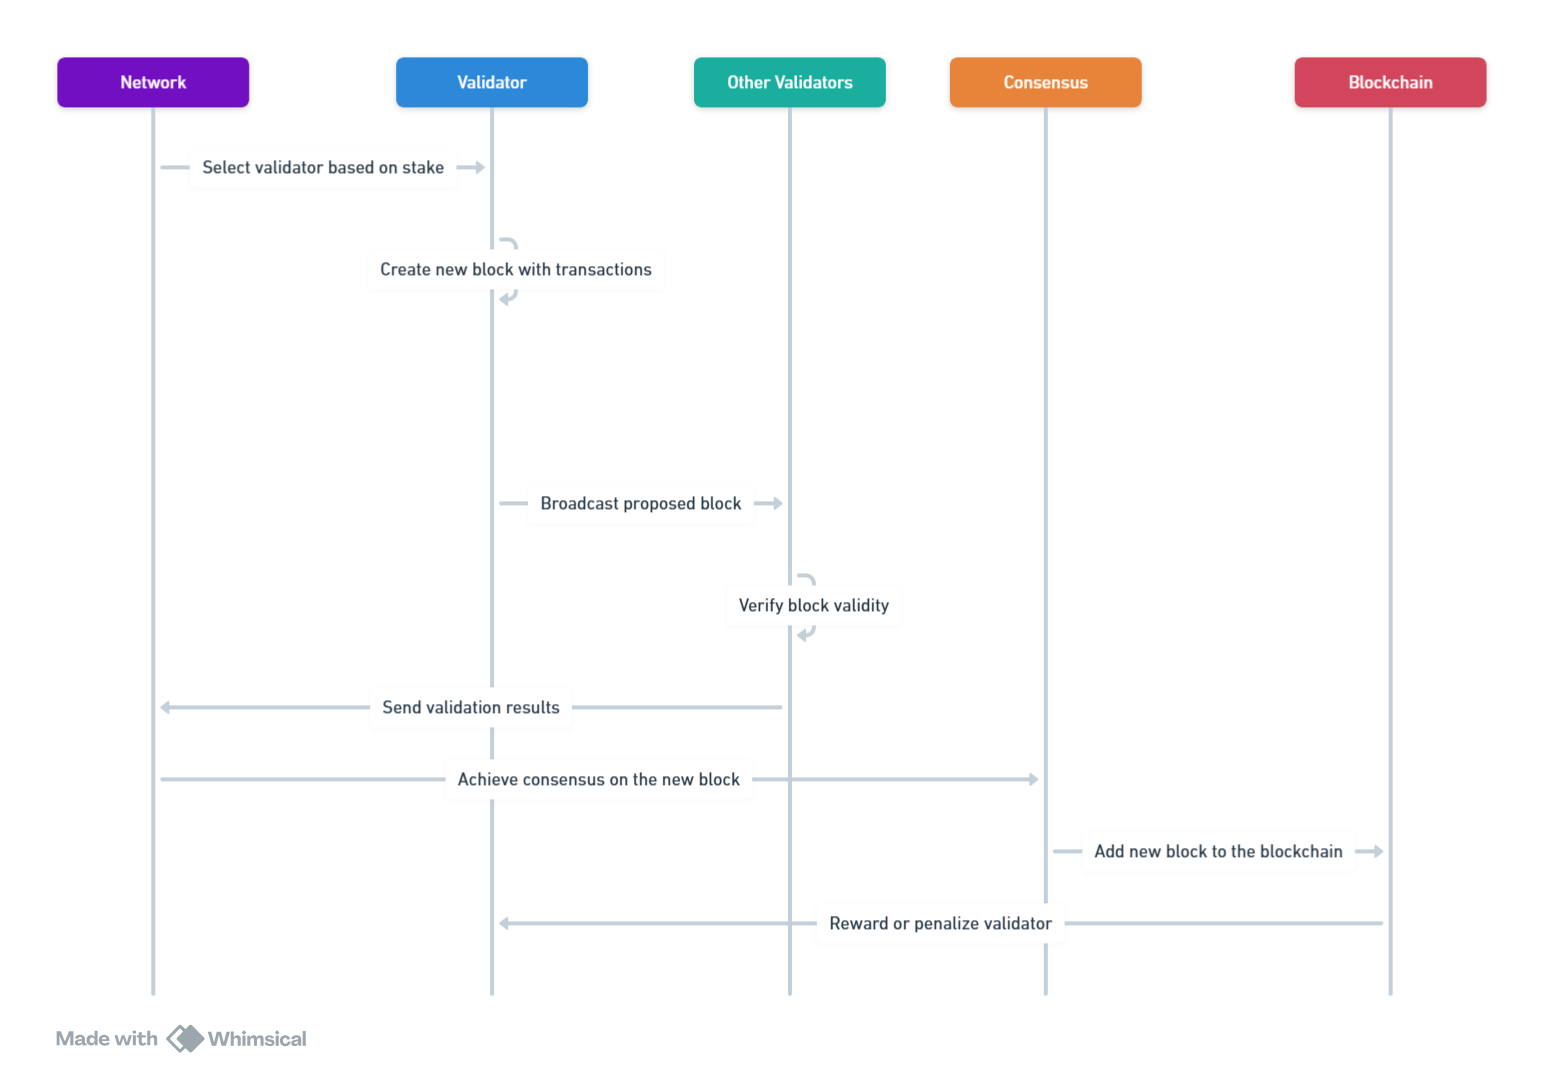 Network
Validator
Other Validators
Consensus
Blockchain
Select validator based on stake
Create new block with transactions
Broadcast proposed block
Verify block validity
Send validation results
Achieve consensus on the new block
Add new block to the blockchain
Reward or penalize validator
Made with Whimsical